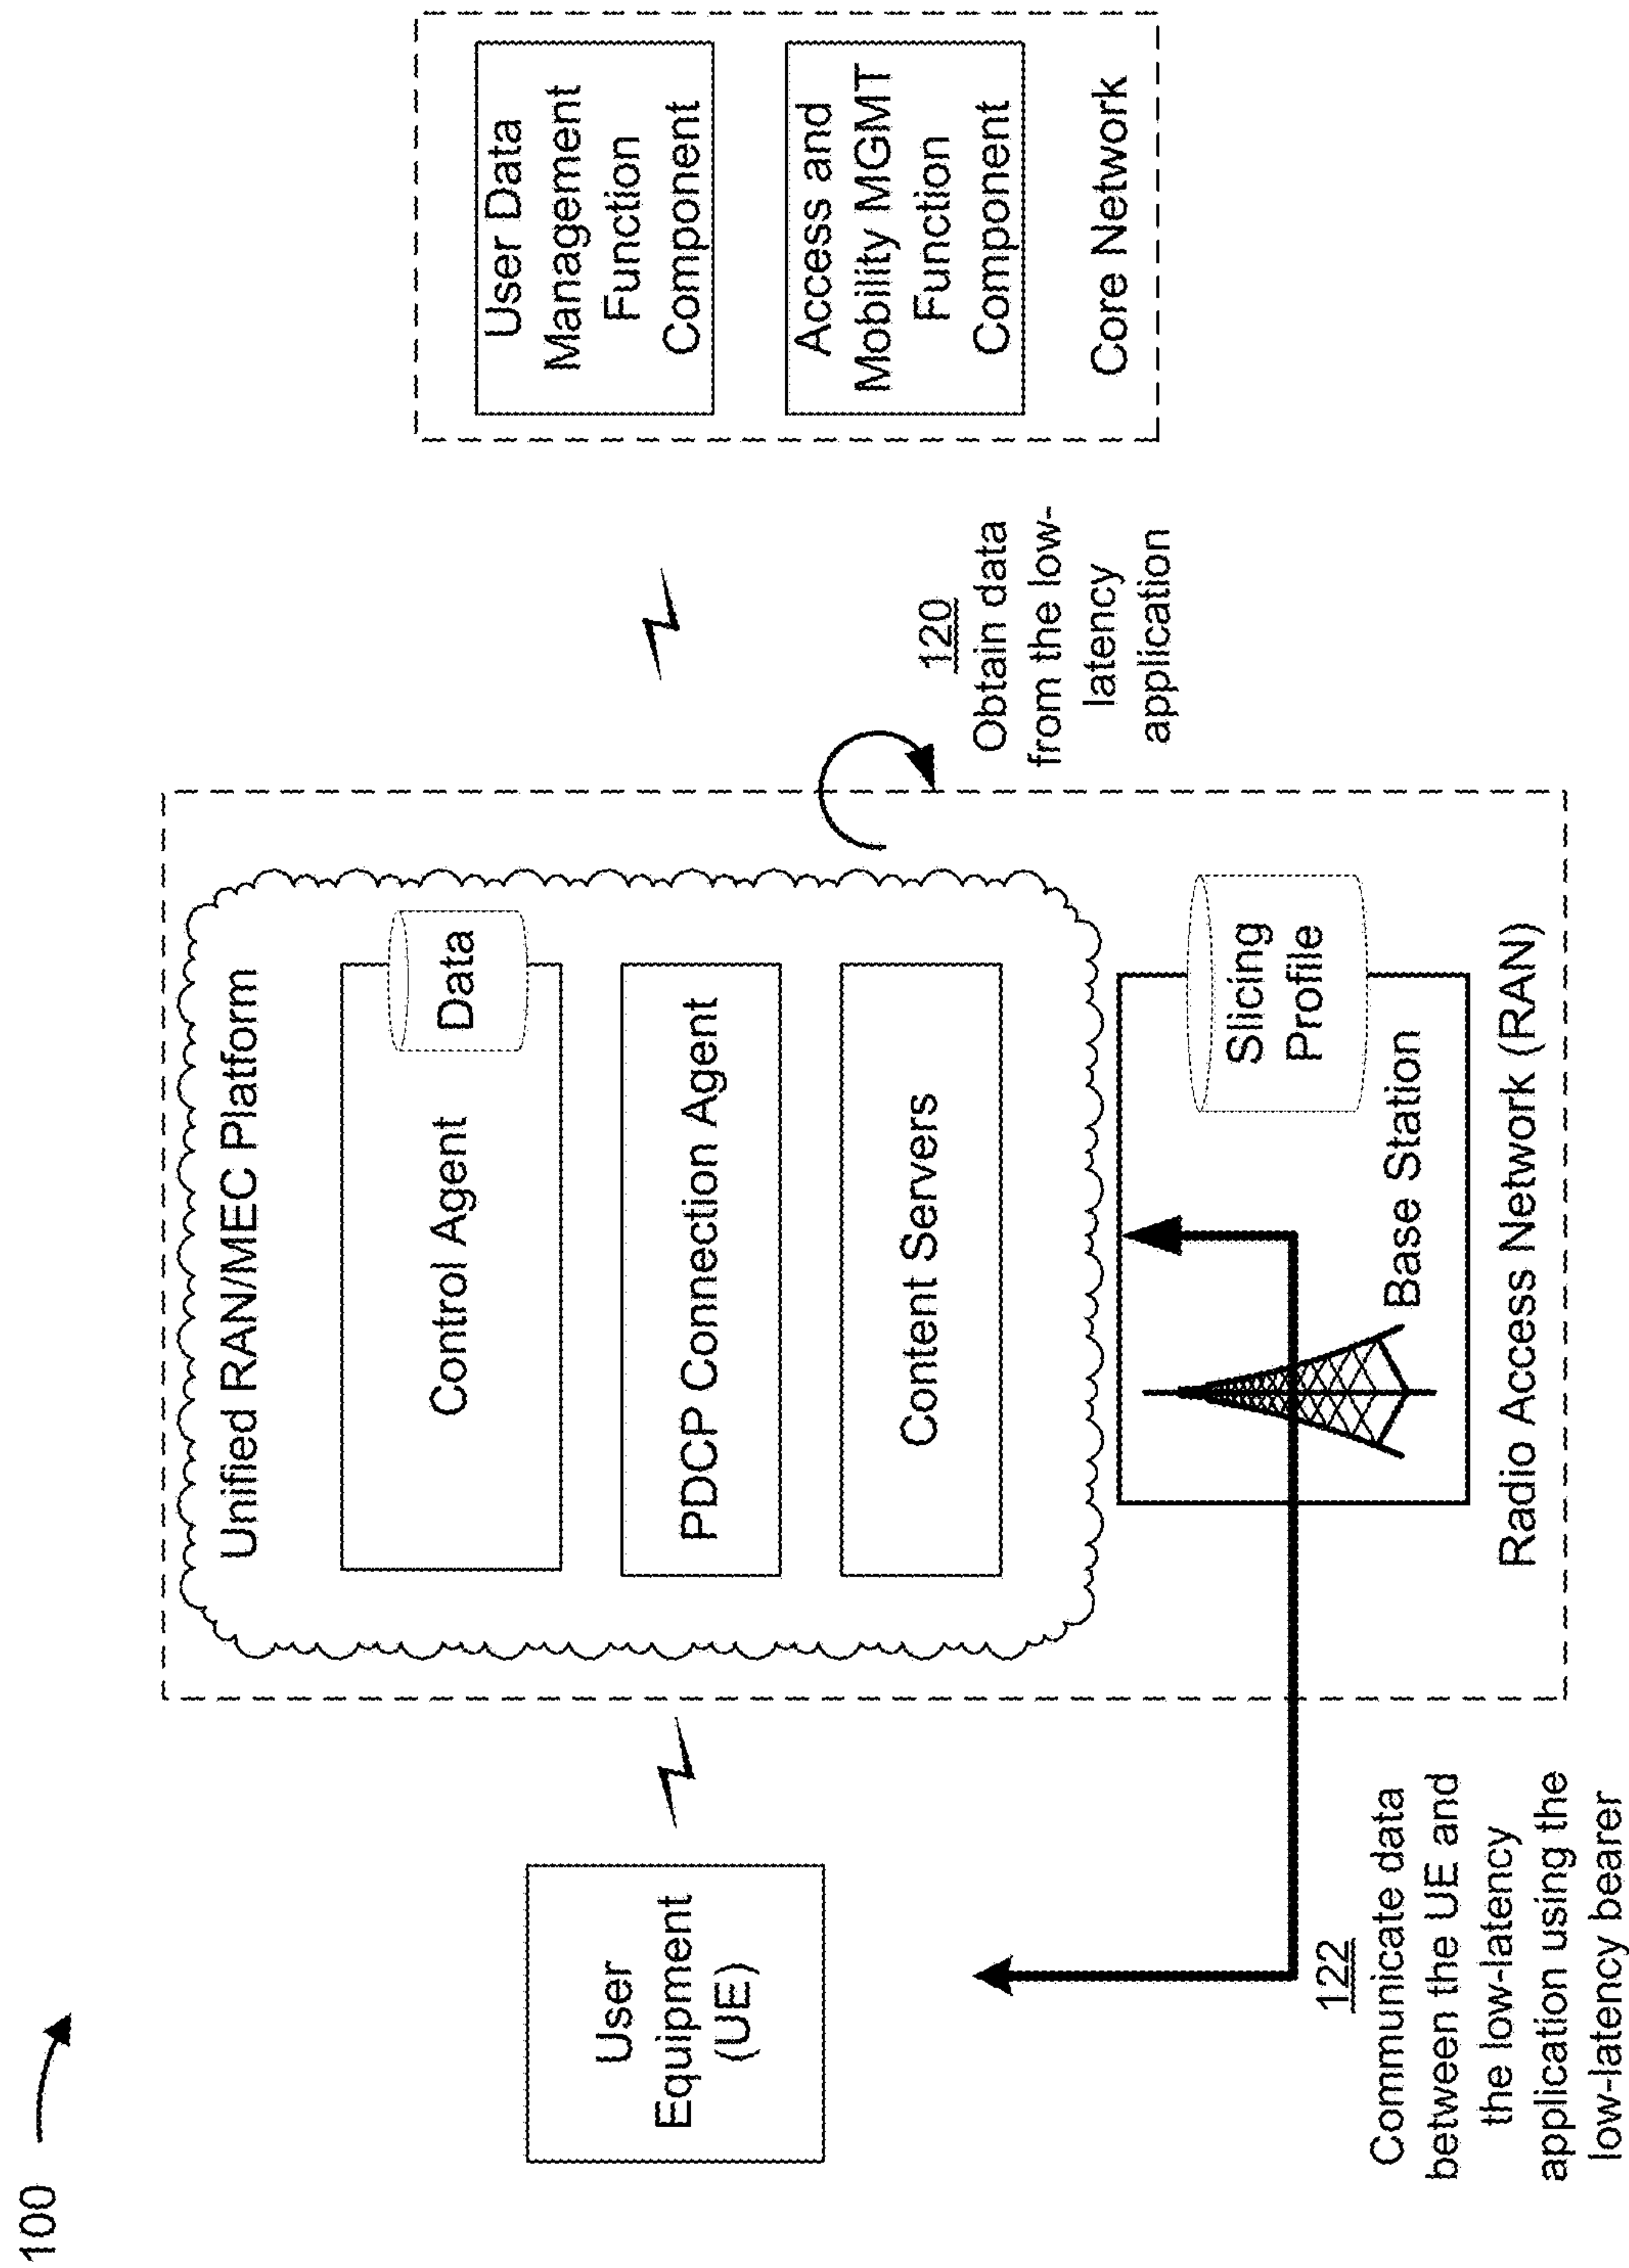 100
User
Equipment
(UE)
122
Communicate data
between the UE and
the low-latency
application using the
low-latency bearer
Unified RAN/MEC Platform
Control Agent
Data
PDCP Connection Agent
Content Servers
Slicing
Profile
Base Station
Radio Access Network (RAN)
120
Obtain data
from the low-
latency
application
User Data
Management
Function
Component
Access and
Mobility MGMT
Function
Component
Core Network